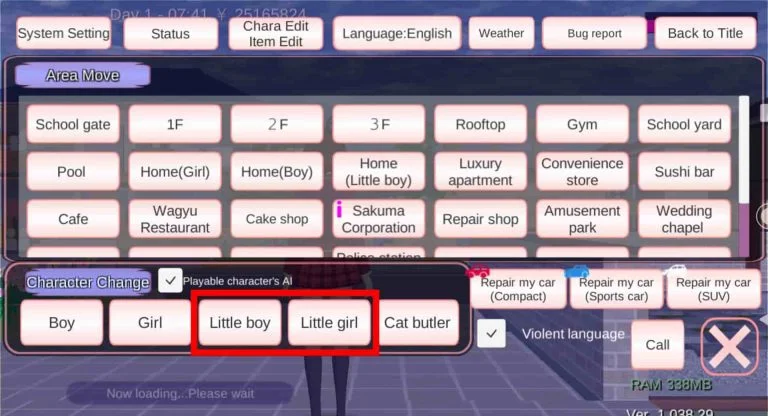 Day 1 - 07:41 ¥ 25165824
System Setting
Status
Chara Edit
Item Edit
Language:English
Weather
Bug report
Back to Title
Area Move
School gate
1F
2F
3F
Rooftop
Gym
School yard
Pool
Home(Girl)
Home(Boy)
Home
(Little boy)
Luxury
apartment
Convenience
store
Sushi bar
Cafe
Wagyu
Restaurant
Cake shop
Sakuma
Corporation
Repair shop
Amusement
park
Wedding
chapel
Police station
Character Change
Playable character's AI
Repair my car
(Compact)
Repair my car
(Sports car)
Repair my car
(SUV)
Boy
Girl
Little boy
Little girl
Cat butler
Violent language
Call
Now loading...Please wait
RAM 338MB
Ver 1.038.29